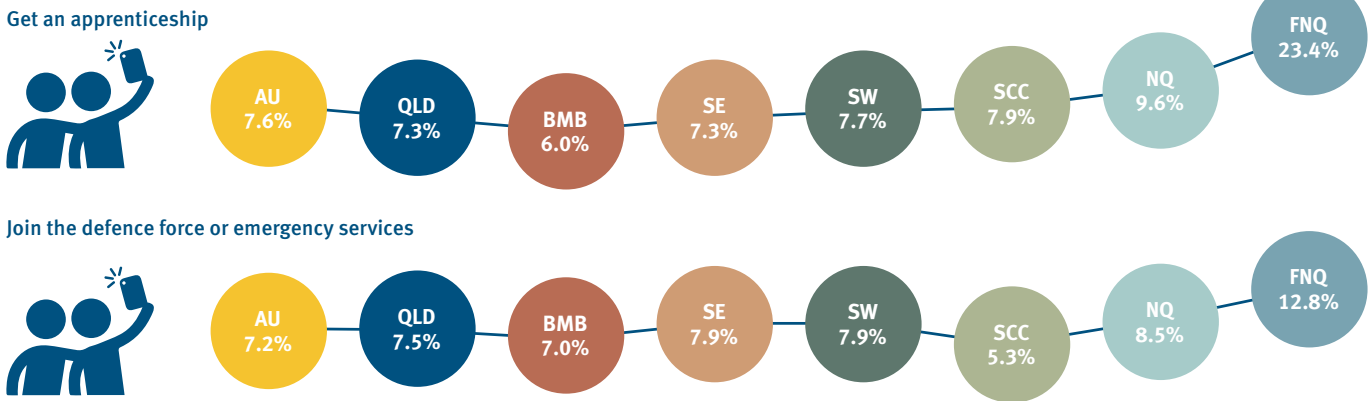 Get an apprenticeship
AU
7.6%
QLD
7.3%
BMB
6.0%
SE
7.3%
SW
7.7%
SCC
7.9%
NQ
9.6%
FNQ
23.4%
Join the defence force or emergency services
AU
7.2%
QLD
7.5%
BMB
7.0%
SE
7.9%
SW
7.9%
SCC
5.3%
NQ
8.5%
FNQ
12.8%